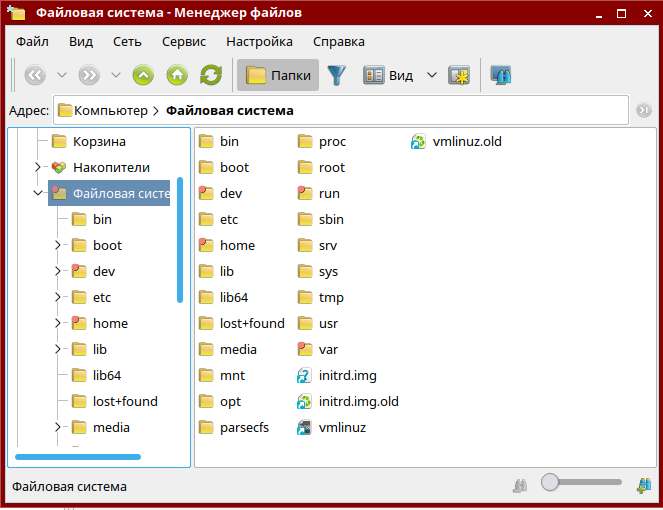 Файловая система - Менеджер файлов
Файл Вид Сеть Сервис Настройка Справка
Папки Вид
Адрес: Компьютер > Файловая система
Корзина
Накопители
Файловая систе
bin
boot
dev
etc
home
lib
lib64
lost+found
media
bin
boot
dev
etc
home
lib
lib64
lost+found
media
mnt
opt
parsecfs
proc
root
run
sbin
srv
sys
tmp
usr
var
initrd.img
initrd.img.old
vmlinuz
vmlinuz.old
Файловая система